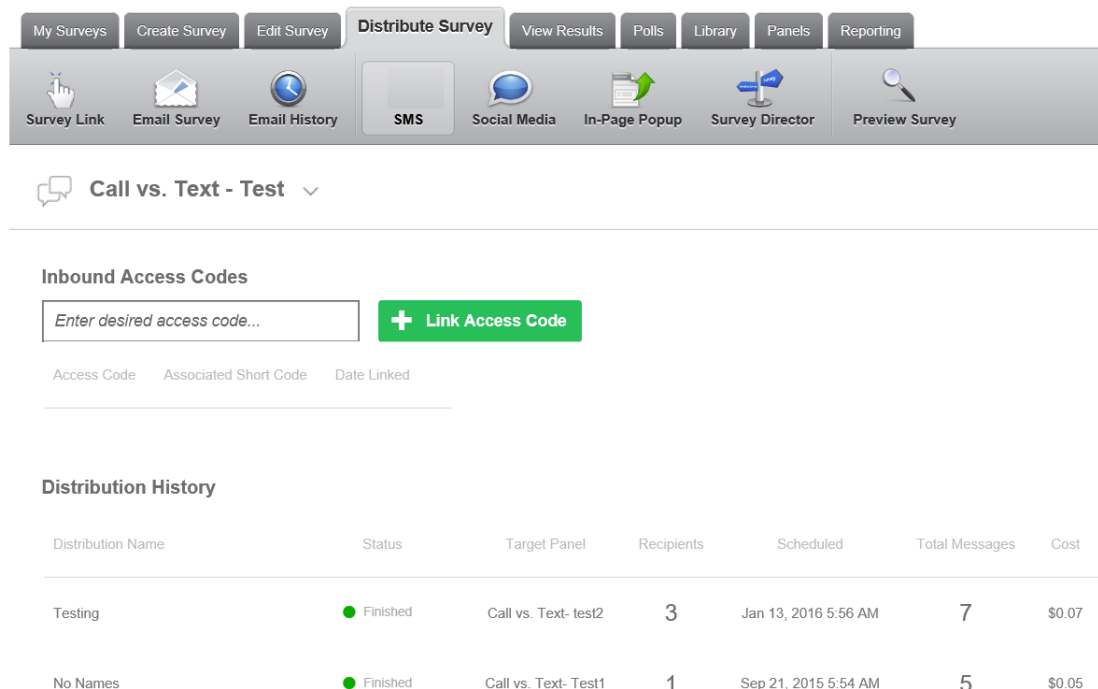 My Surveys Create Survey Edit Survey Distribute Survey View Results Polls Library Panels Reporting
Survey Link Email Survey Email History SMS Social Media In-Page Popup Survey Director Preview Survey
Call vs. Text - Test
Inbound Access Codes
Enter desired access code... Link Access Code
Access Code Associated Short Code Date Linked
Distribution History
Distribution Name Status Target Panel Recipients Scheduled Total Messages Cost
Testing Finished Call vs. Text- test2 3 Jan 13, 2016 5:56 AM 7 $0.07
No Names Finished Call vs. Text- Test1 1 Sep 21, 2015 5:54 AM 5 $0.05